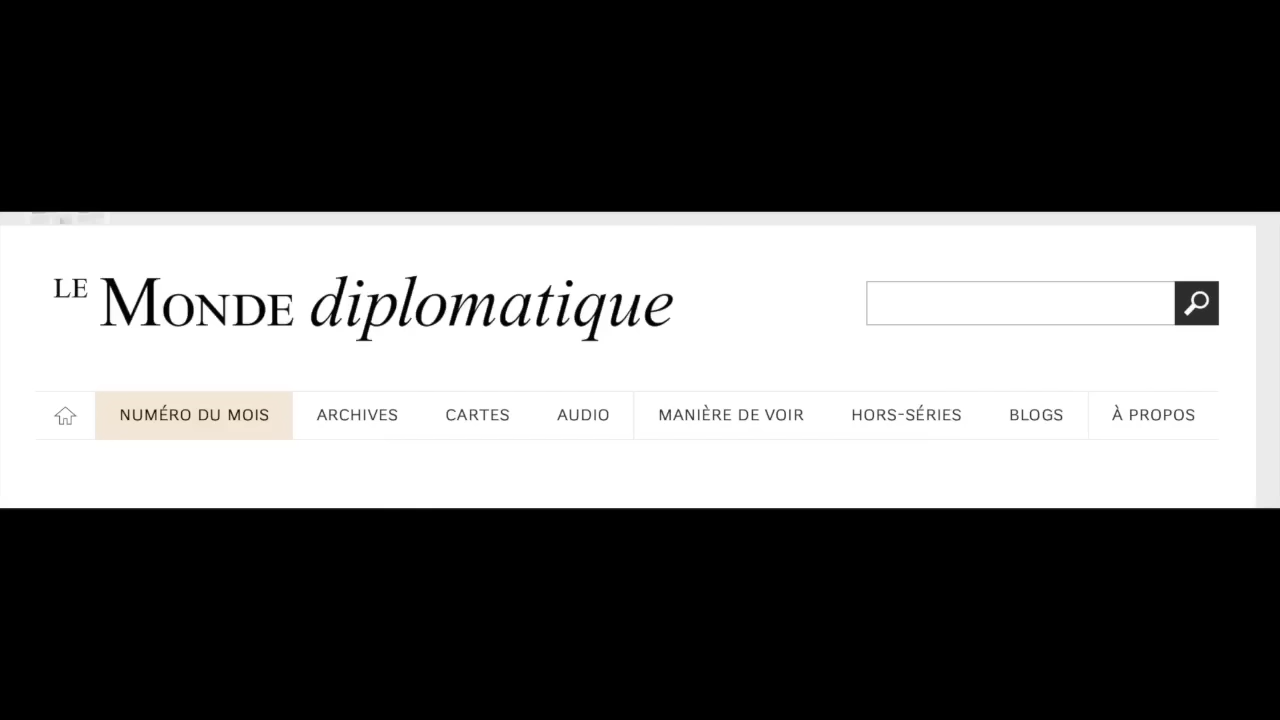 LE MONDE diplomatique
NUMÉRO DU MOIS ARCHIVES CARTES AUDIO MANIÈRE DE VOIR HORS-SÉRIES BLOGS À PROPOS